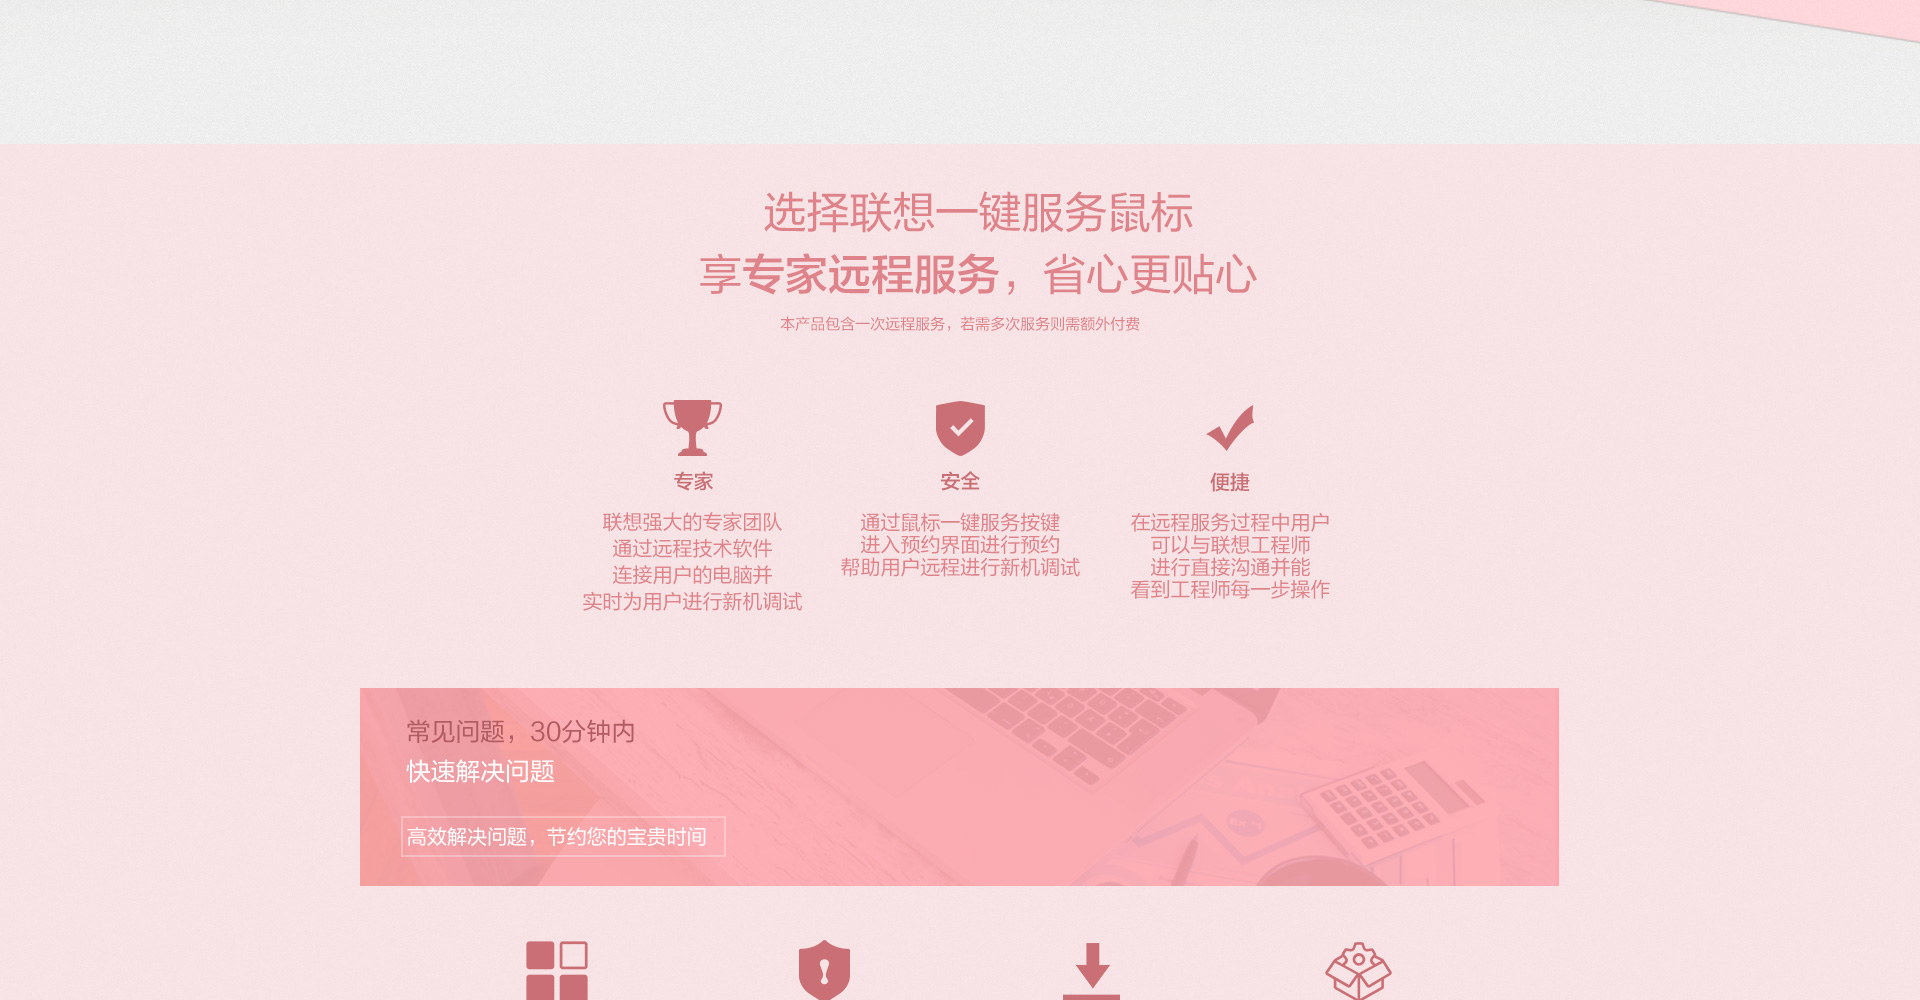 选择联想一键服务鼠标
享专家远程服务，省心更贴心
本产品包含一次远程服务，若需多次服务则需额外付费
专家
联想强大的专家团队
通过远程技术软件
连接用户的电脑并
实时为用户进行新机调试
安全
通过鼠标一键服务按键
进入预约界面进行预约
帮助用户远程进行新机调试
便捷
在远程服务过程中用户
可以与联想工程师
进行直接沟通并能
看到工程师每一步操作
常见问题，30分钟内
快速解决问题
高效解决问题，节约您的宝贵时间